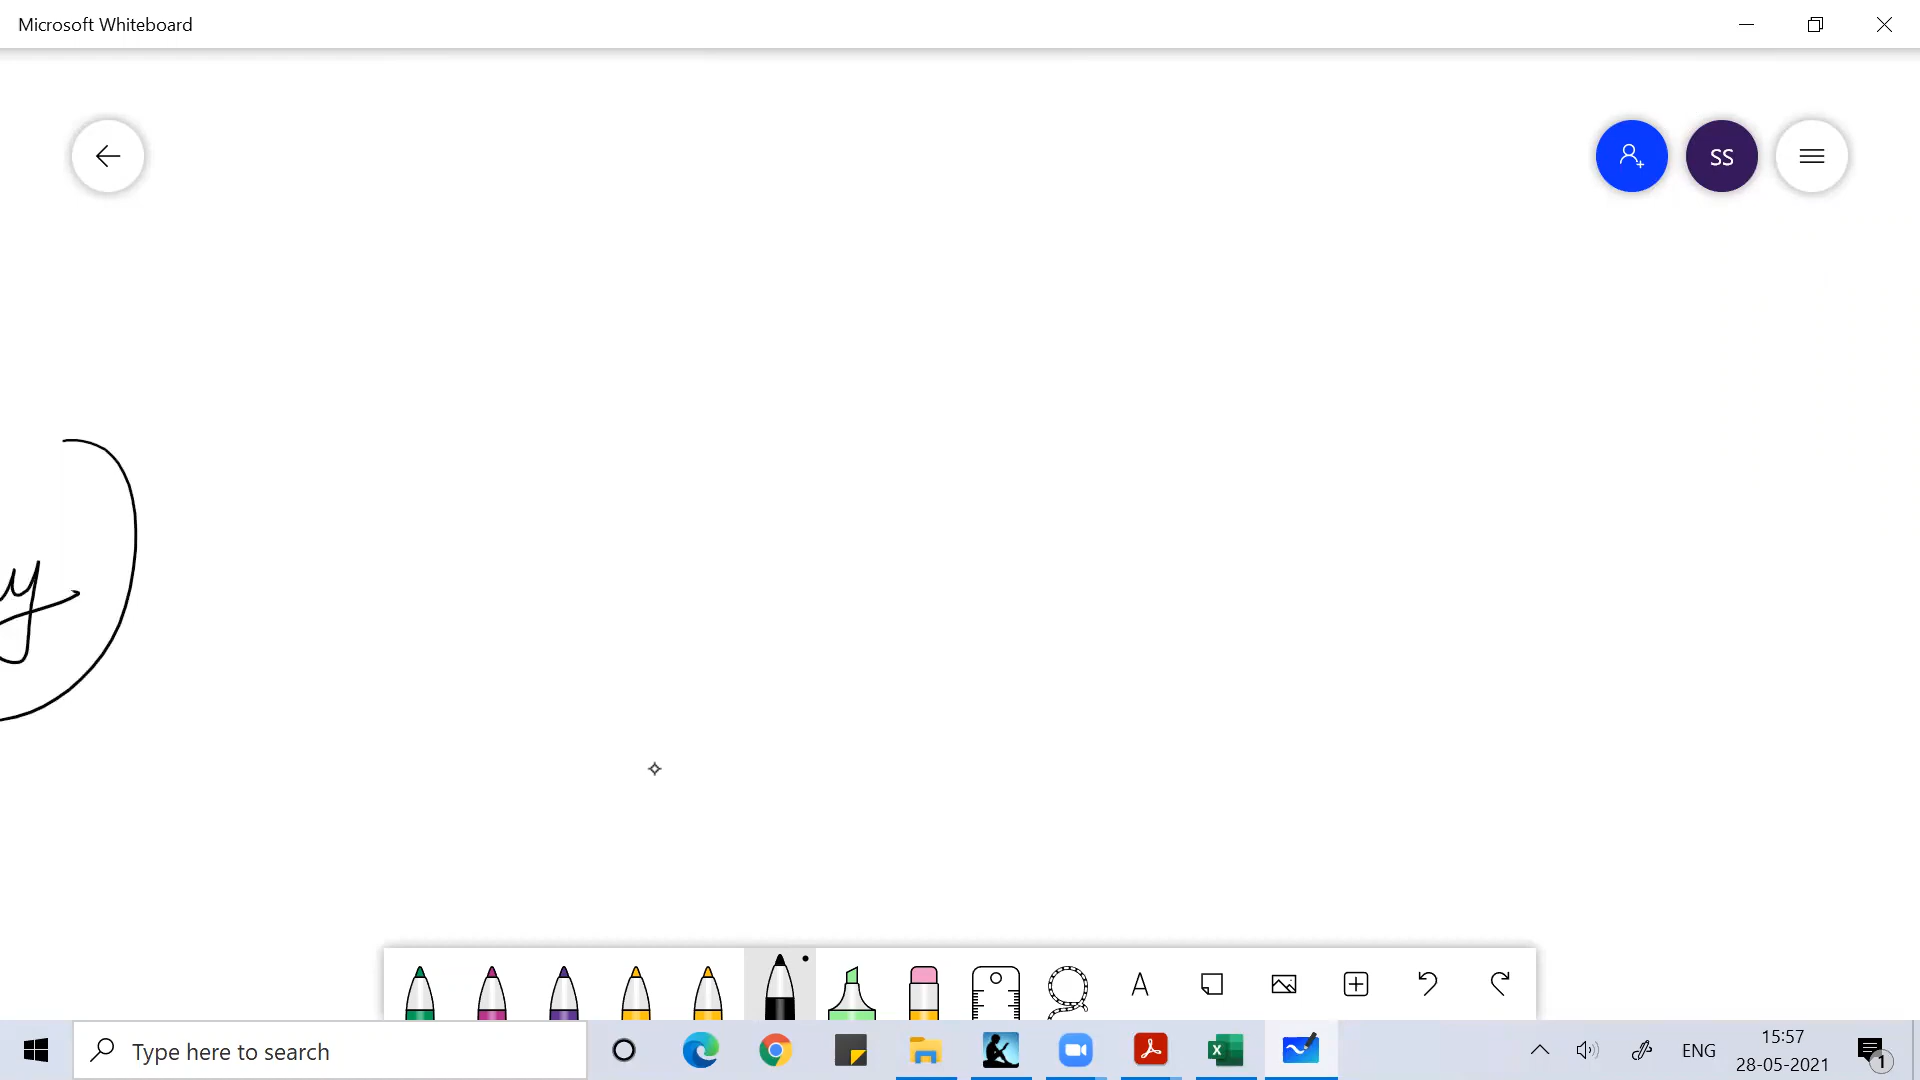 Microsoft Whiteboard
SS
y
A
Type here to search
ENG
15:57
28-05-2021
1